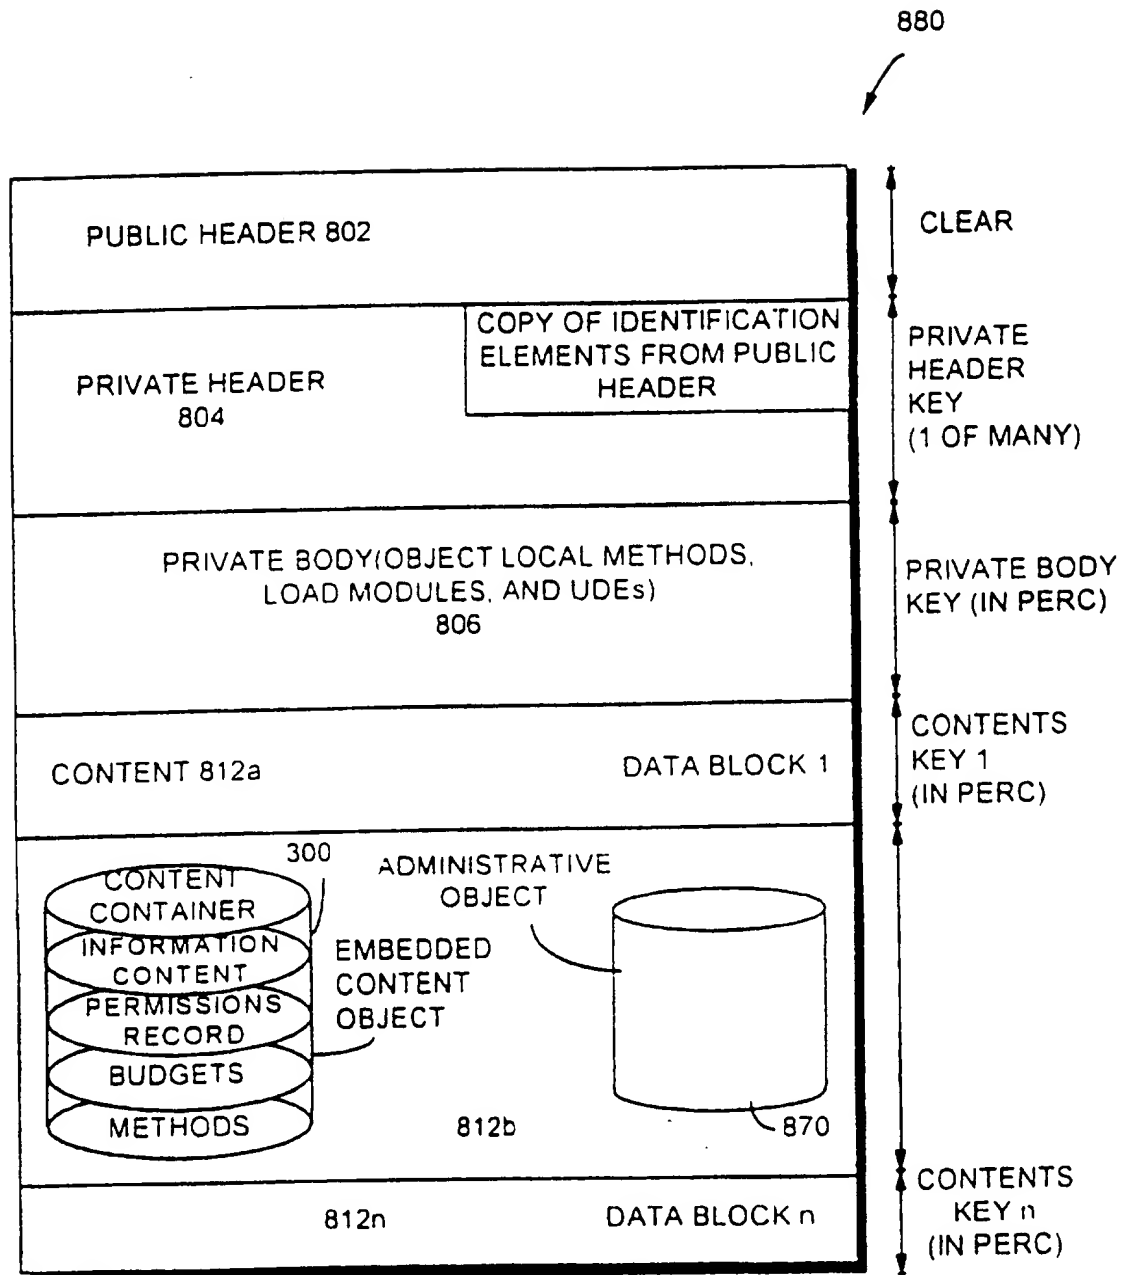 880
PUBLIC HEADER 802
CLEAR
COPY OF IDENTIFICATION
ELEMENTS FROM PUBLIC
HEADER
PRIVATE HEADER
804
PRIVATE
HEADER
KEY
(1 OF MANY)
PRIVATE BODY(OBJECT LOCAL METHODS,
LOAD MODULES, AND UDEs)
806
PRIVATE BODY
KEY (IN PERC)
CONTENT 812a
DATA BLOCK 1
CONTENTS
KEY 1
(IN PERC)
300
CONTENT
CONTAINER
INFORMATION
CONTENT
PERMISSIONS
RECORD
BUDGETS
METHODS
EMBEDDED
CONTENT
OBJECT
ADMINISTRATIVE
OBJECT
870
812b
812n
DATA BLOCK n
CONTENTS
KEY n
(IN PERC)